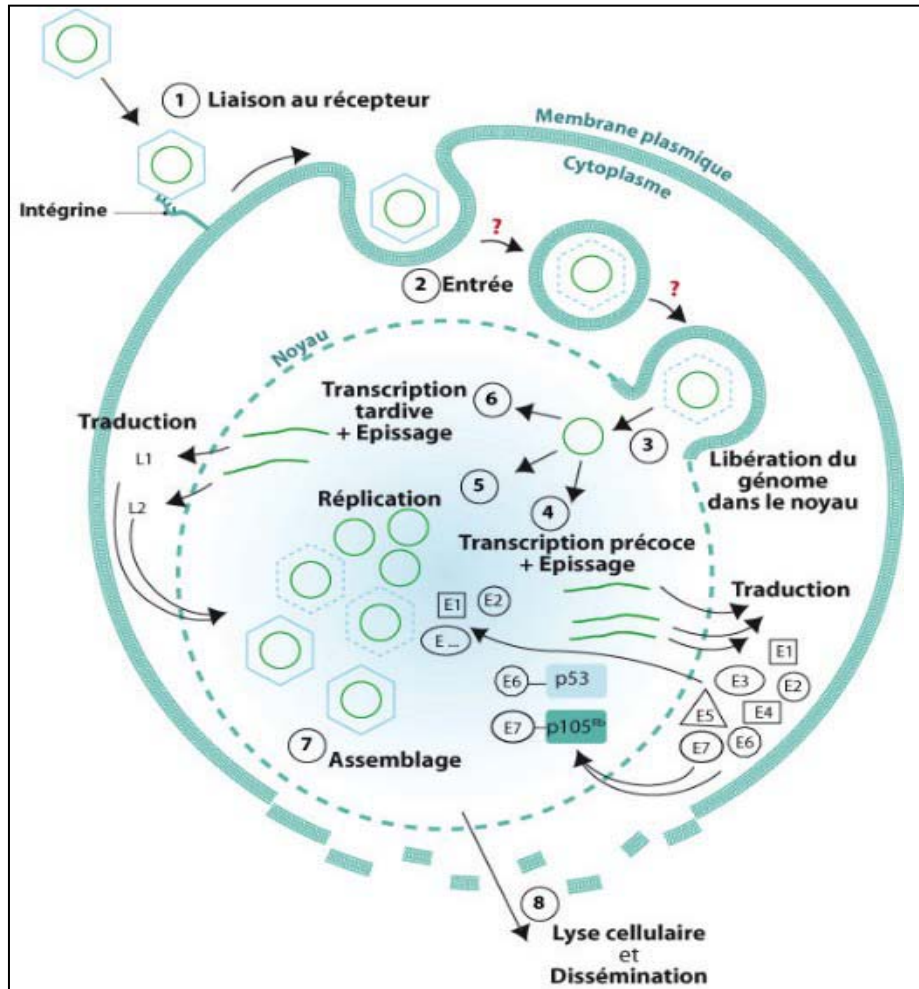 1 Liaison au récepteur
Membrane plasmique
Cytoplasme
Intégrine
?
2 Entrée
?
Noyau
Transcription
tardive
+ Epissage
6
Traduction
L1
L2
3
Libération du
génome
dans le noyau
5
4
Réplication
Transcription précoce
+ Epissage
Traduction
E1
E2
E ...
E1
E3
E2
E5
E4
E7
E6
E6
p53
E7
p105Rb
7 Assemblage
8
Lyse cellulaire
et
Dissémination